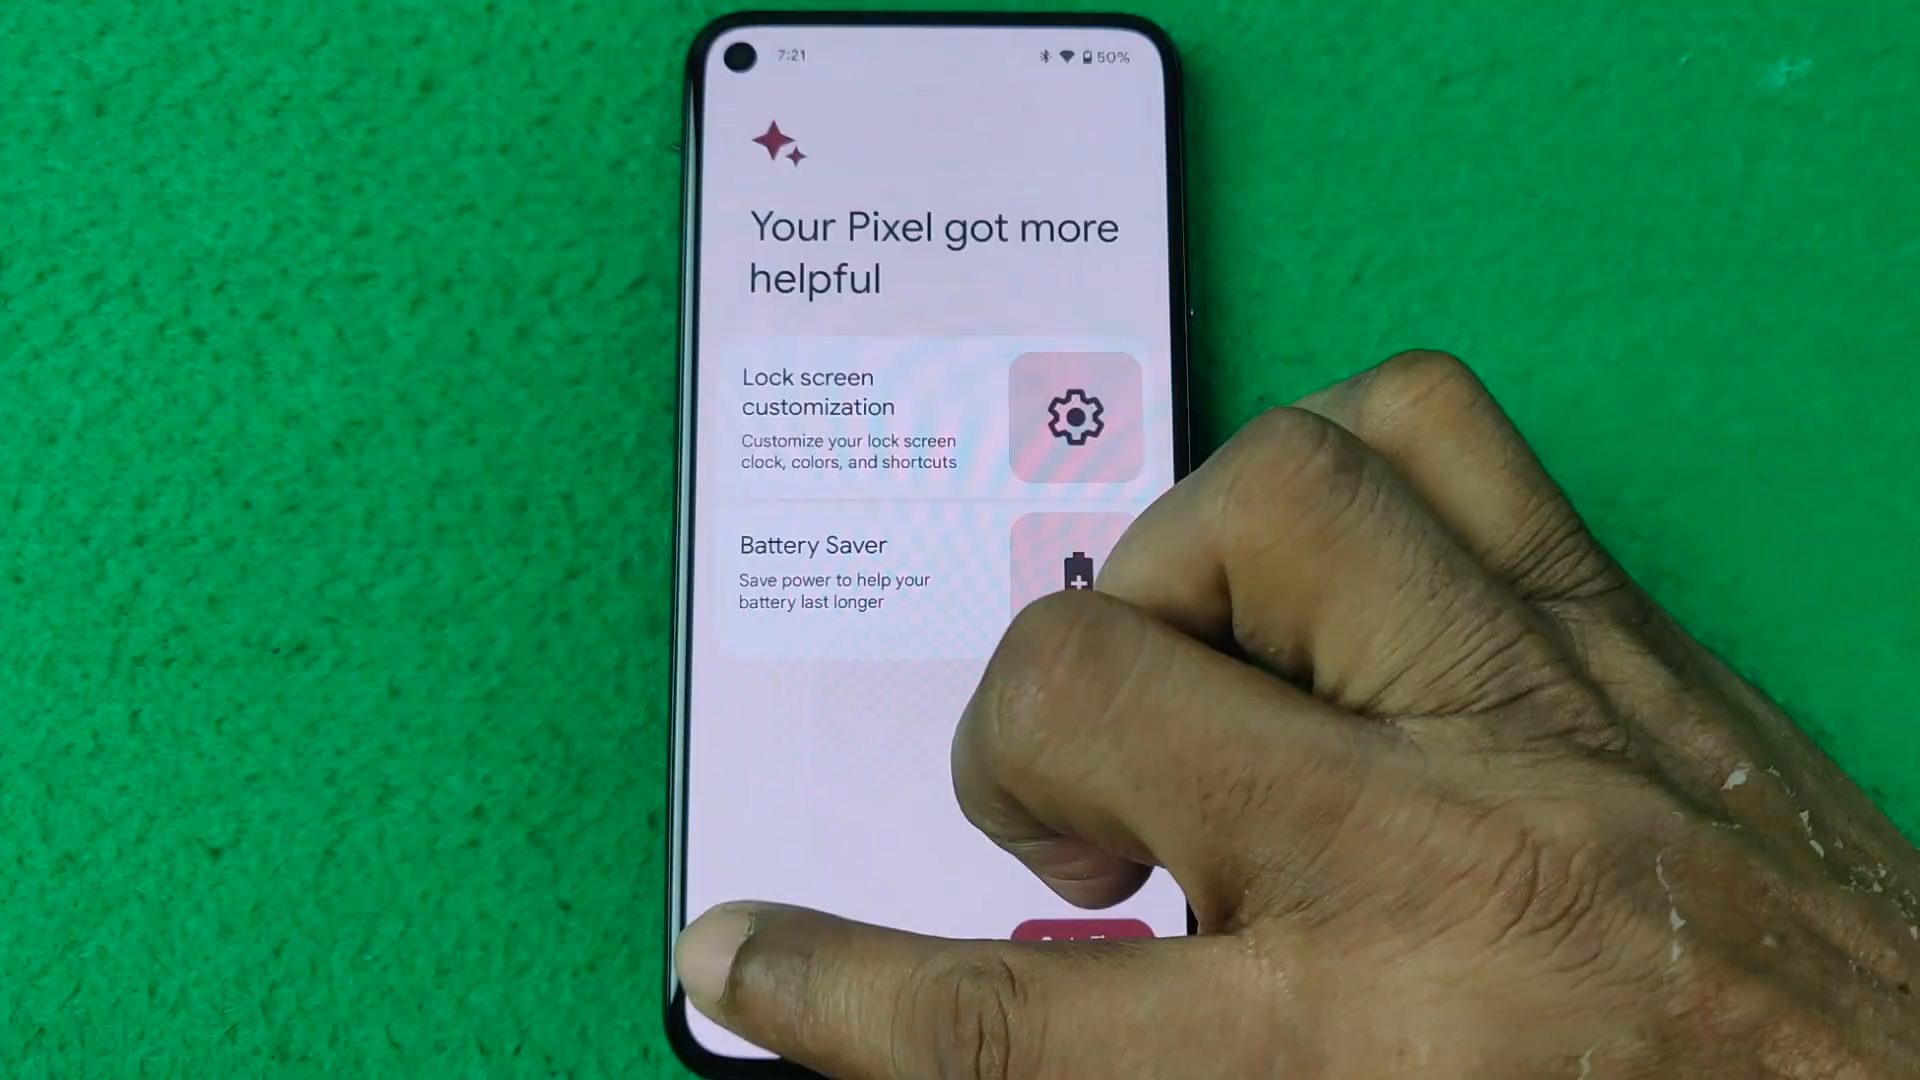 7:21
50%
Your Pixel got more
helpful
Lock screen
customization
Customize your lock screen
clock, colors, and shortcuts
Battery Saver
Save power to help your
battery last longer